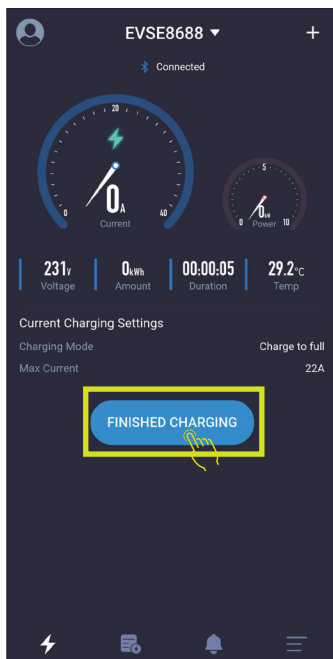 EVSE8688 ▼ +
Connected
20
0 40
0A
Current
5
0 10
0kW
Power
231V 0kWh 00:00:05 29.2°C
Voltage Amount Duration Temp
Current Charging Settings
Charging Mode Charge to full
Max Current 22A
FINISHED CHARGING